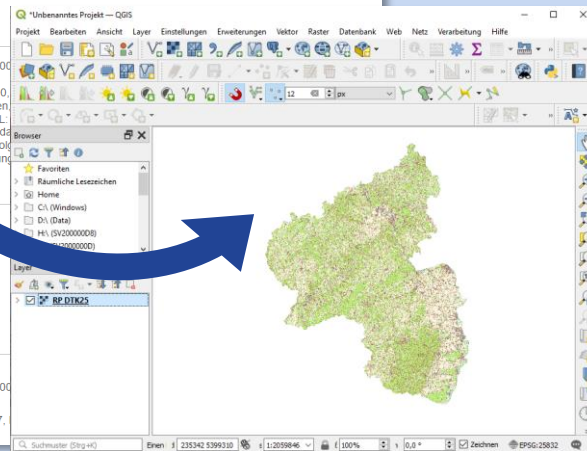 *Unbenanntes Projekt — QGIS
Projekt Bearbeiten Ansicht Layer Einstellungen Erweiterungen Vektor Raster Datenbank Web Netz Verarbeitung Hilfe
12 px
Browser
Favoriten
Räumliche Lesezeichen
Home
C:\ (Windows)
D:\ (Data)
H:\ (SV200000D8)
(SV200000D)
Layer
RP DTK25
Suchmuster (Strg+K) 235342 5399310 1:2059846 100% 0,0 ° Zeichnen EPSG:25832